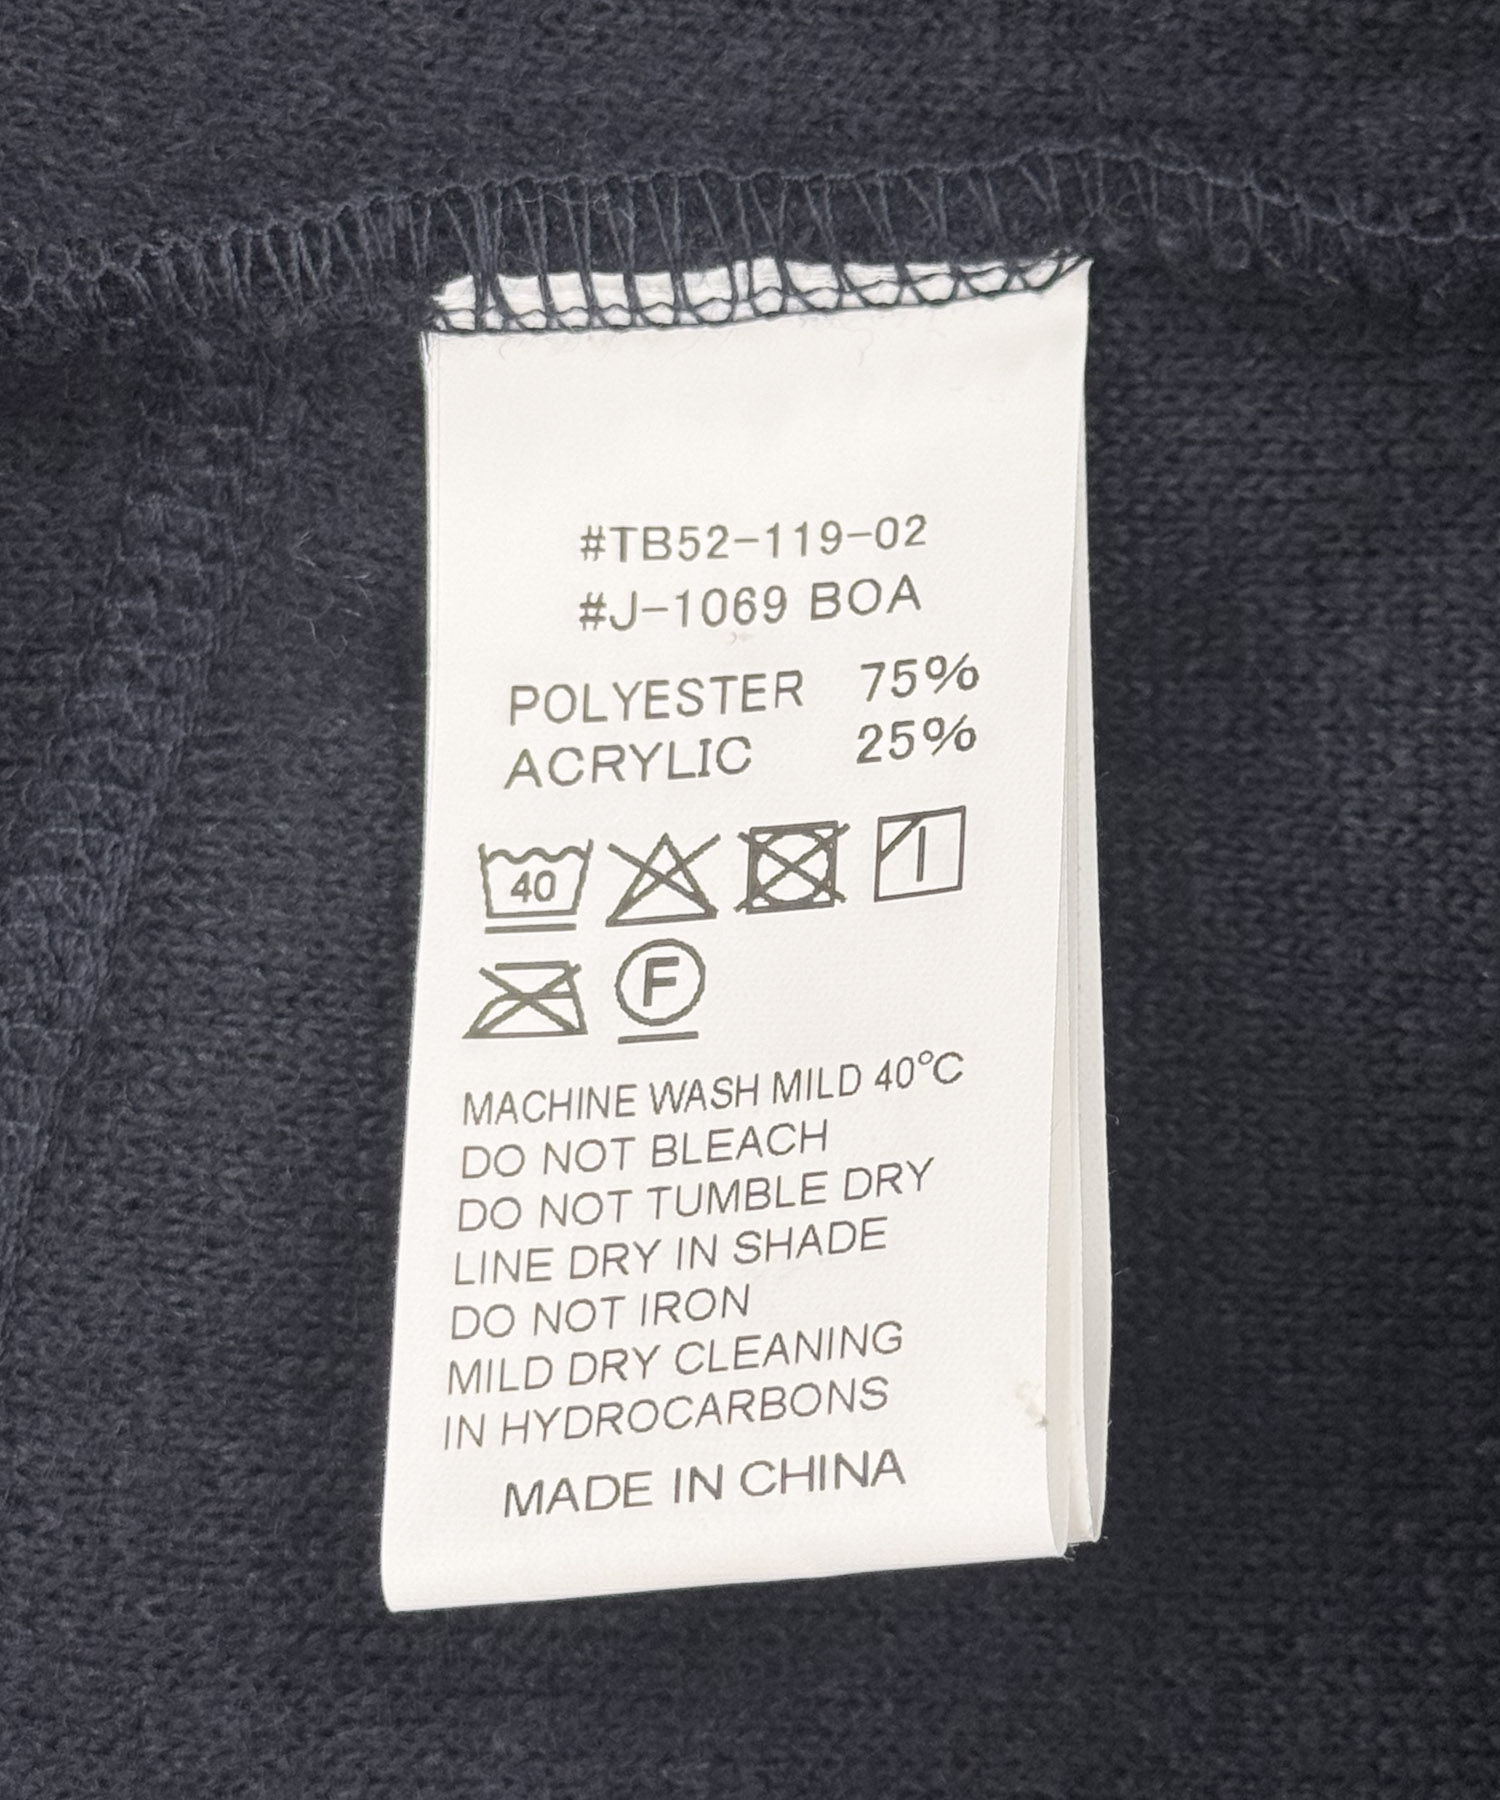 #TB52-119-02
#J-1069 BOA
POLYESTER 75%
ACRYLIC 25%
40
F
MACHINE WASH MILD 40°C
DO NOT BLEACH
DO NOT TUMBLE DRY
LINE DRY IN SHADE
DO NOT IRON
MILD DRY CLEANING
IN HYDROCARBONS
MADE IN CHINA